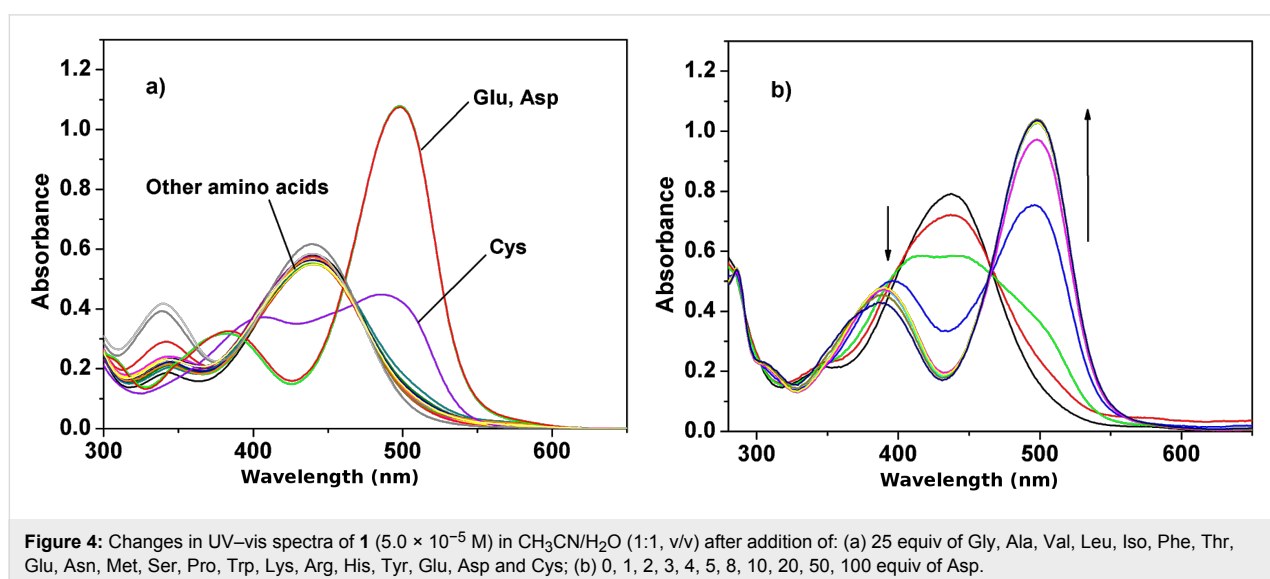 a)
Glu, Asp
Other amino acids
Cys
Absorbance
1.2
1.0
0.8
0.6
0.4
0.2
0.0
300 400 500 600
Wavelength (nm)
b)
Absorbance
1.2
1.0
0.8
0.6
0.4
0.2
0.0
300 400 500 600
Wavelength (nm)
Figure 4: Changes in UV–vis spectra of 1 (5.0 × 10⁻⁵ M) in CH₃CN/H₂O (1:1, v/v) after addition of: (a) 25 equiv of Gly, Ala, Val, Leu, Iso, Phe, Thr,
Glu, Asn, Met, Ser, Pro, Trp, Lys, Arg, His, Tyr, Glu, Asp and Cys; (b) 0, 1, 2, 3, 4, 5, 8, 10, 20, 50, 100 equiv of Asp.